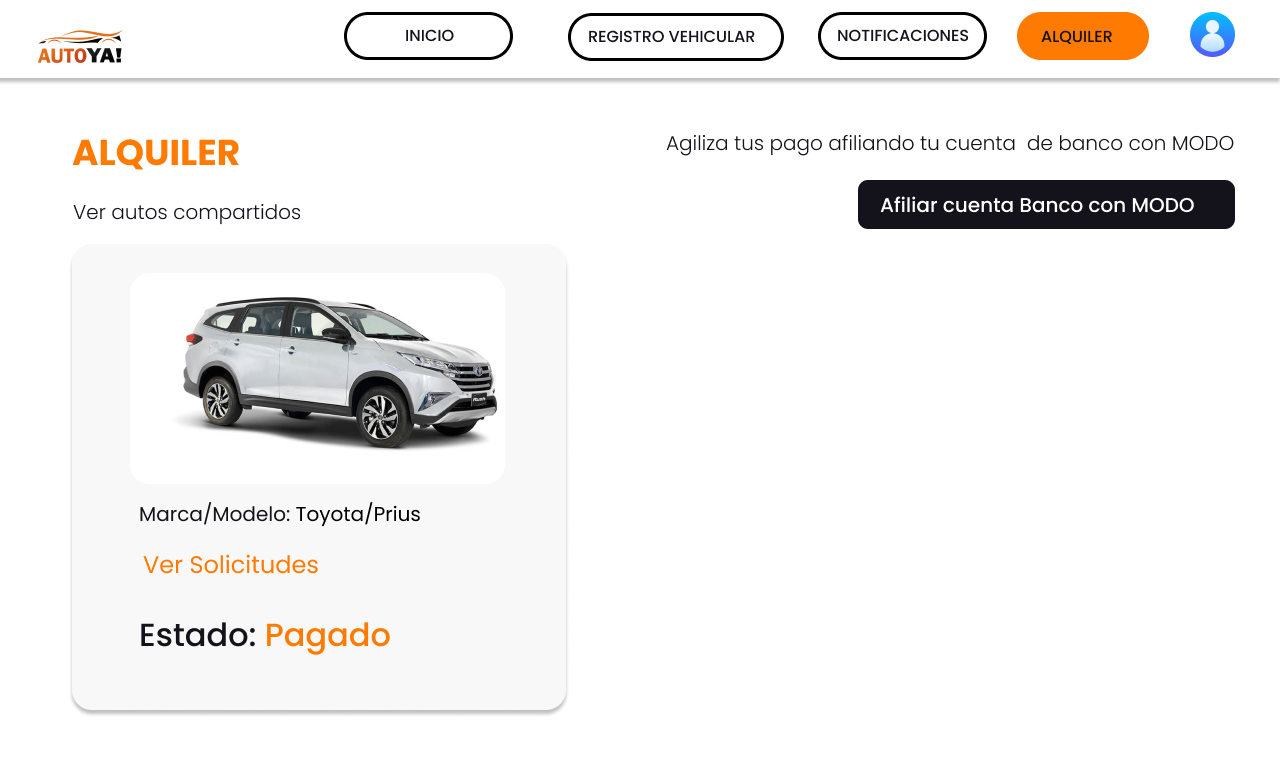 AUTOYA!
INICIO
REGISTRO VEHICULAR
NOTIFICACIONES
ALQUILER
ALQUILER
Agiliza tus pago afiliando tu cuenta  de banco con MODO
Afiliar cuenta Banco con MODO
Ver autos compartidos
Marca/Modelo: Toyota/Prius
Ver Solicitudes
Estado: Pagado